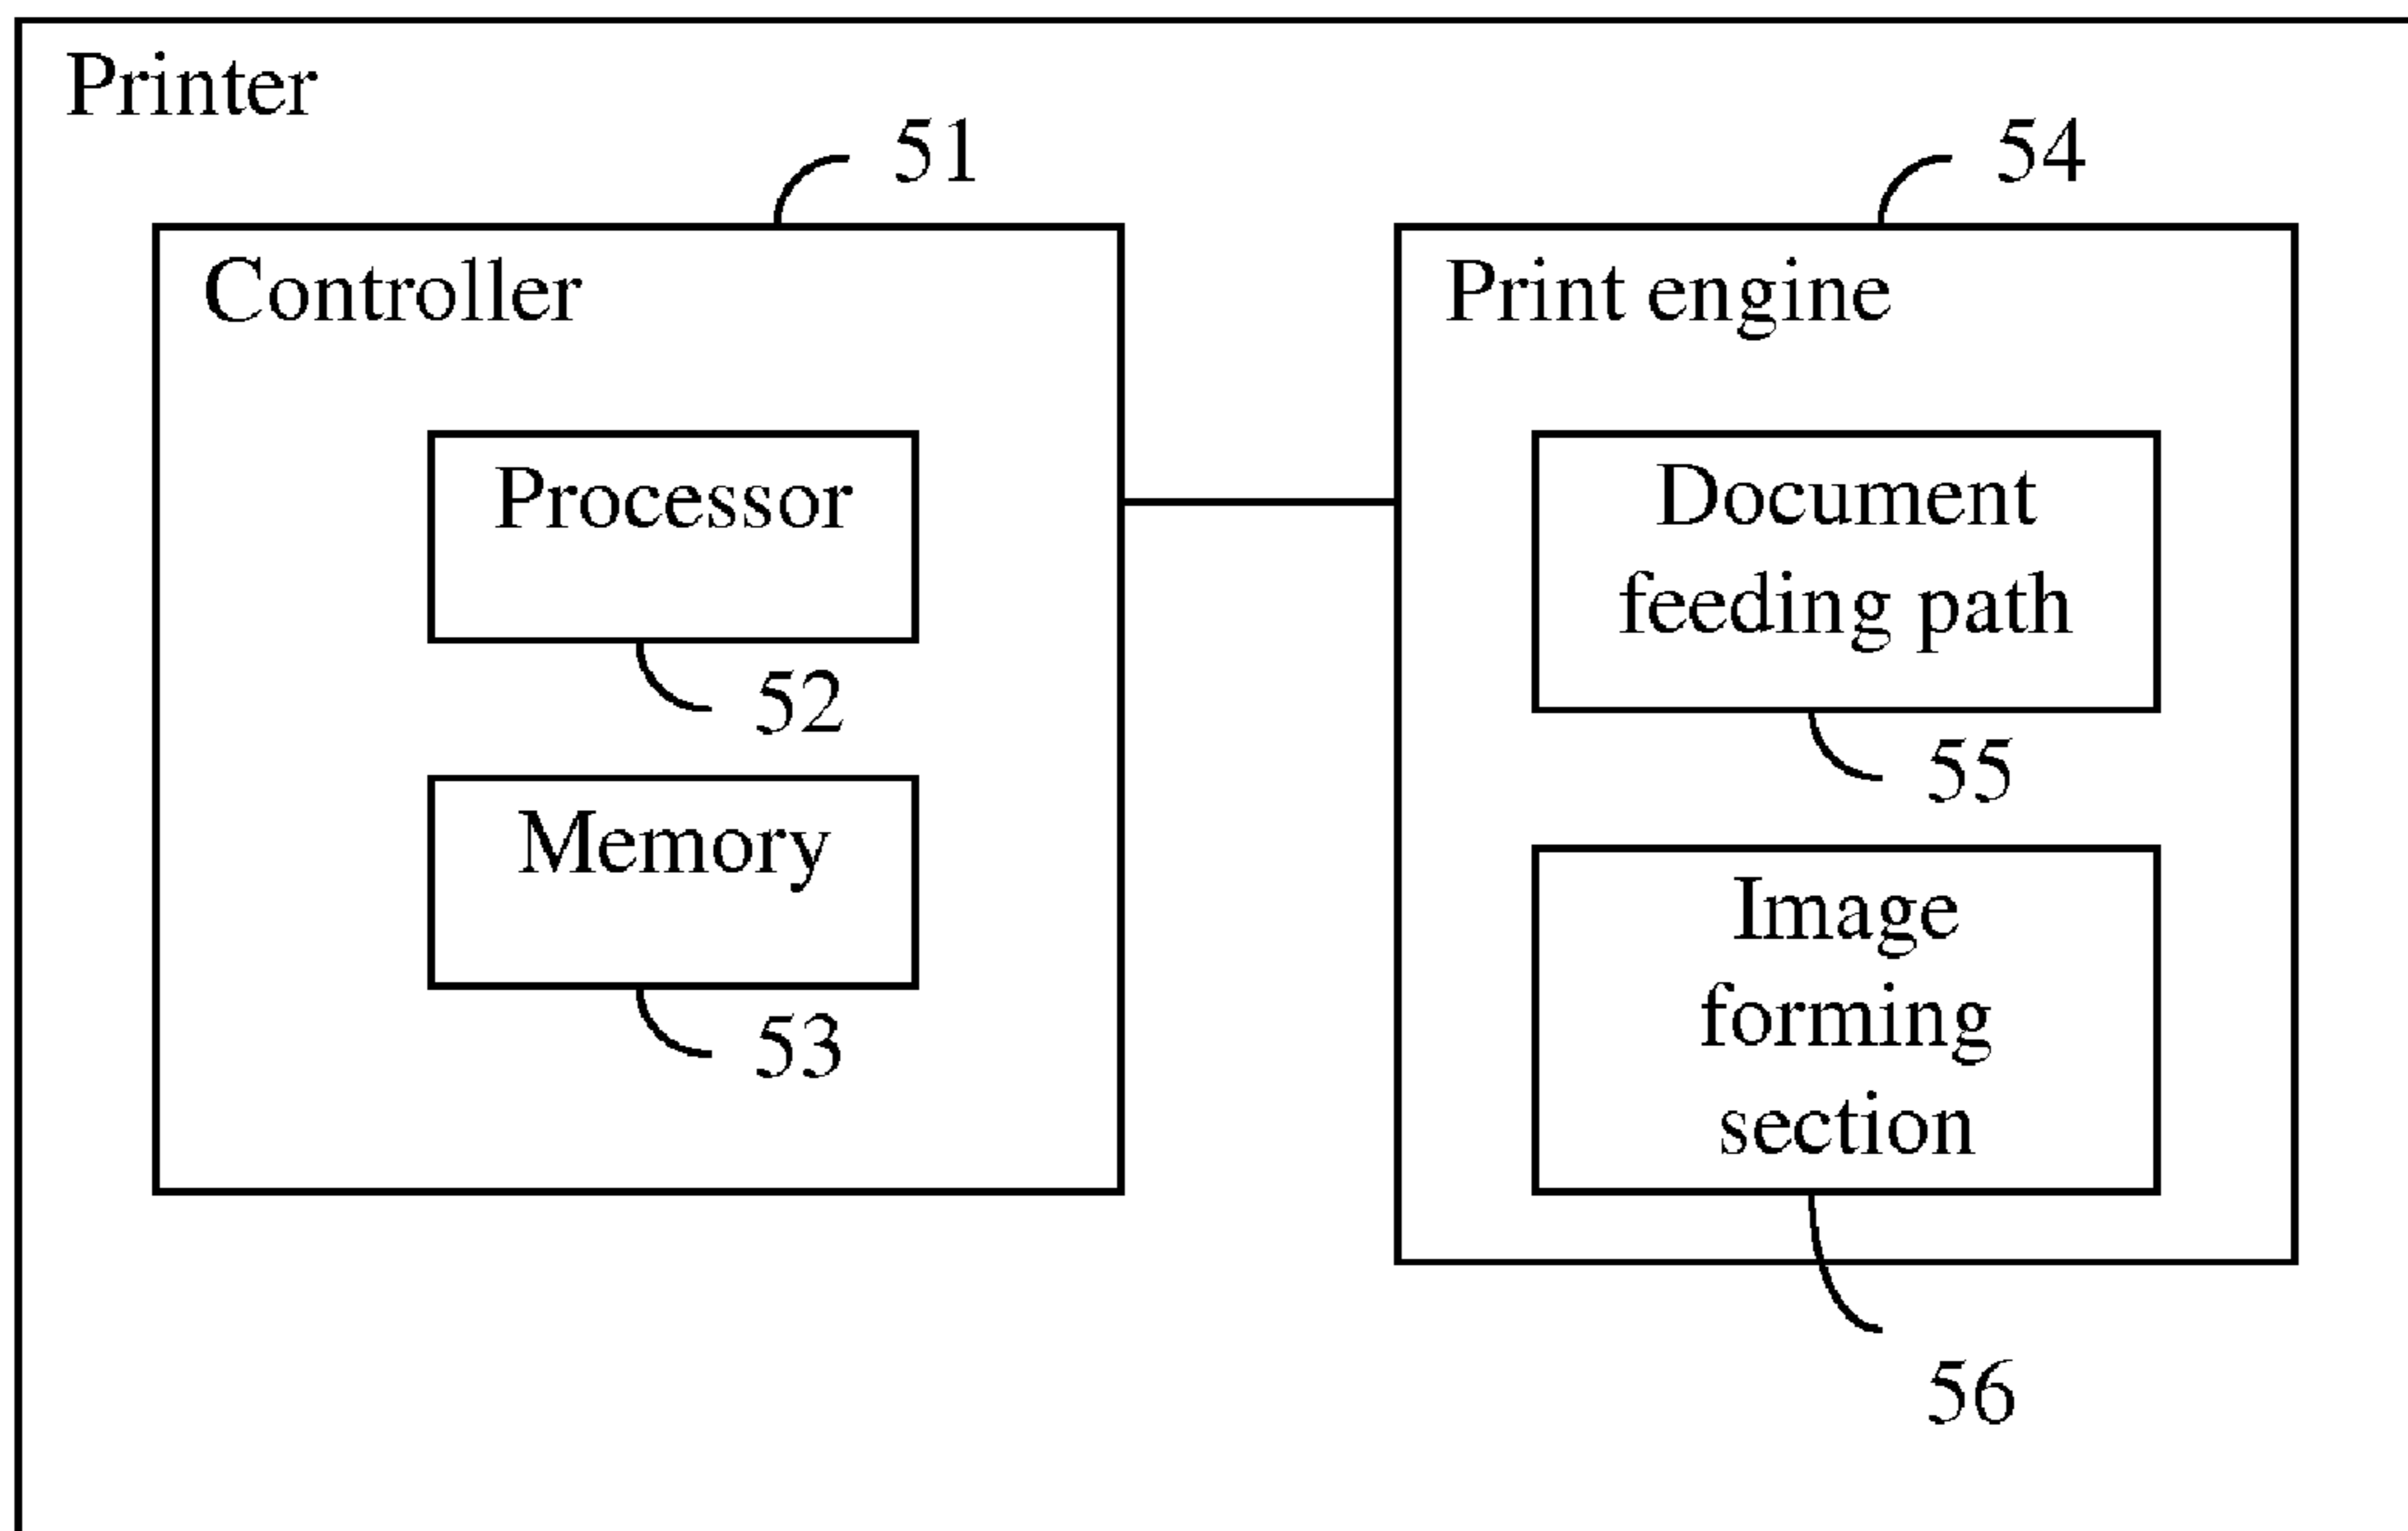 Printer
51
Controller
Processor
52
Memory
53
54
Print engine
Document
feeding path
55
Image
forming
section
56